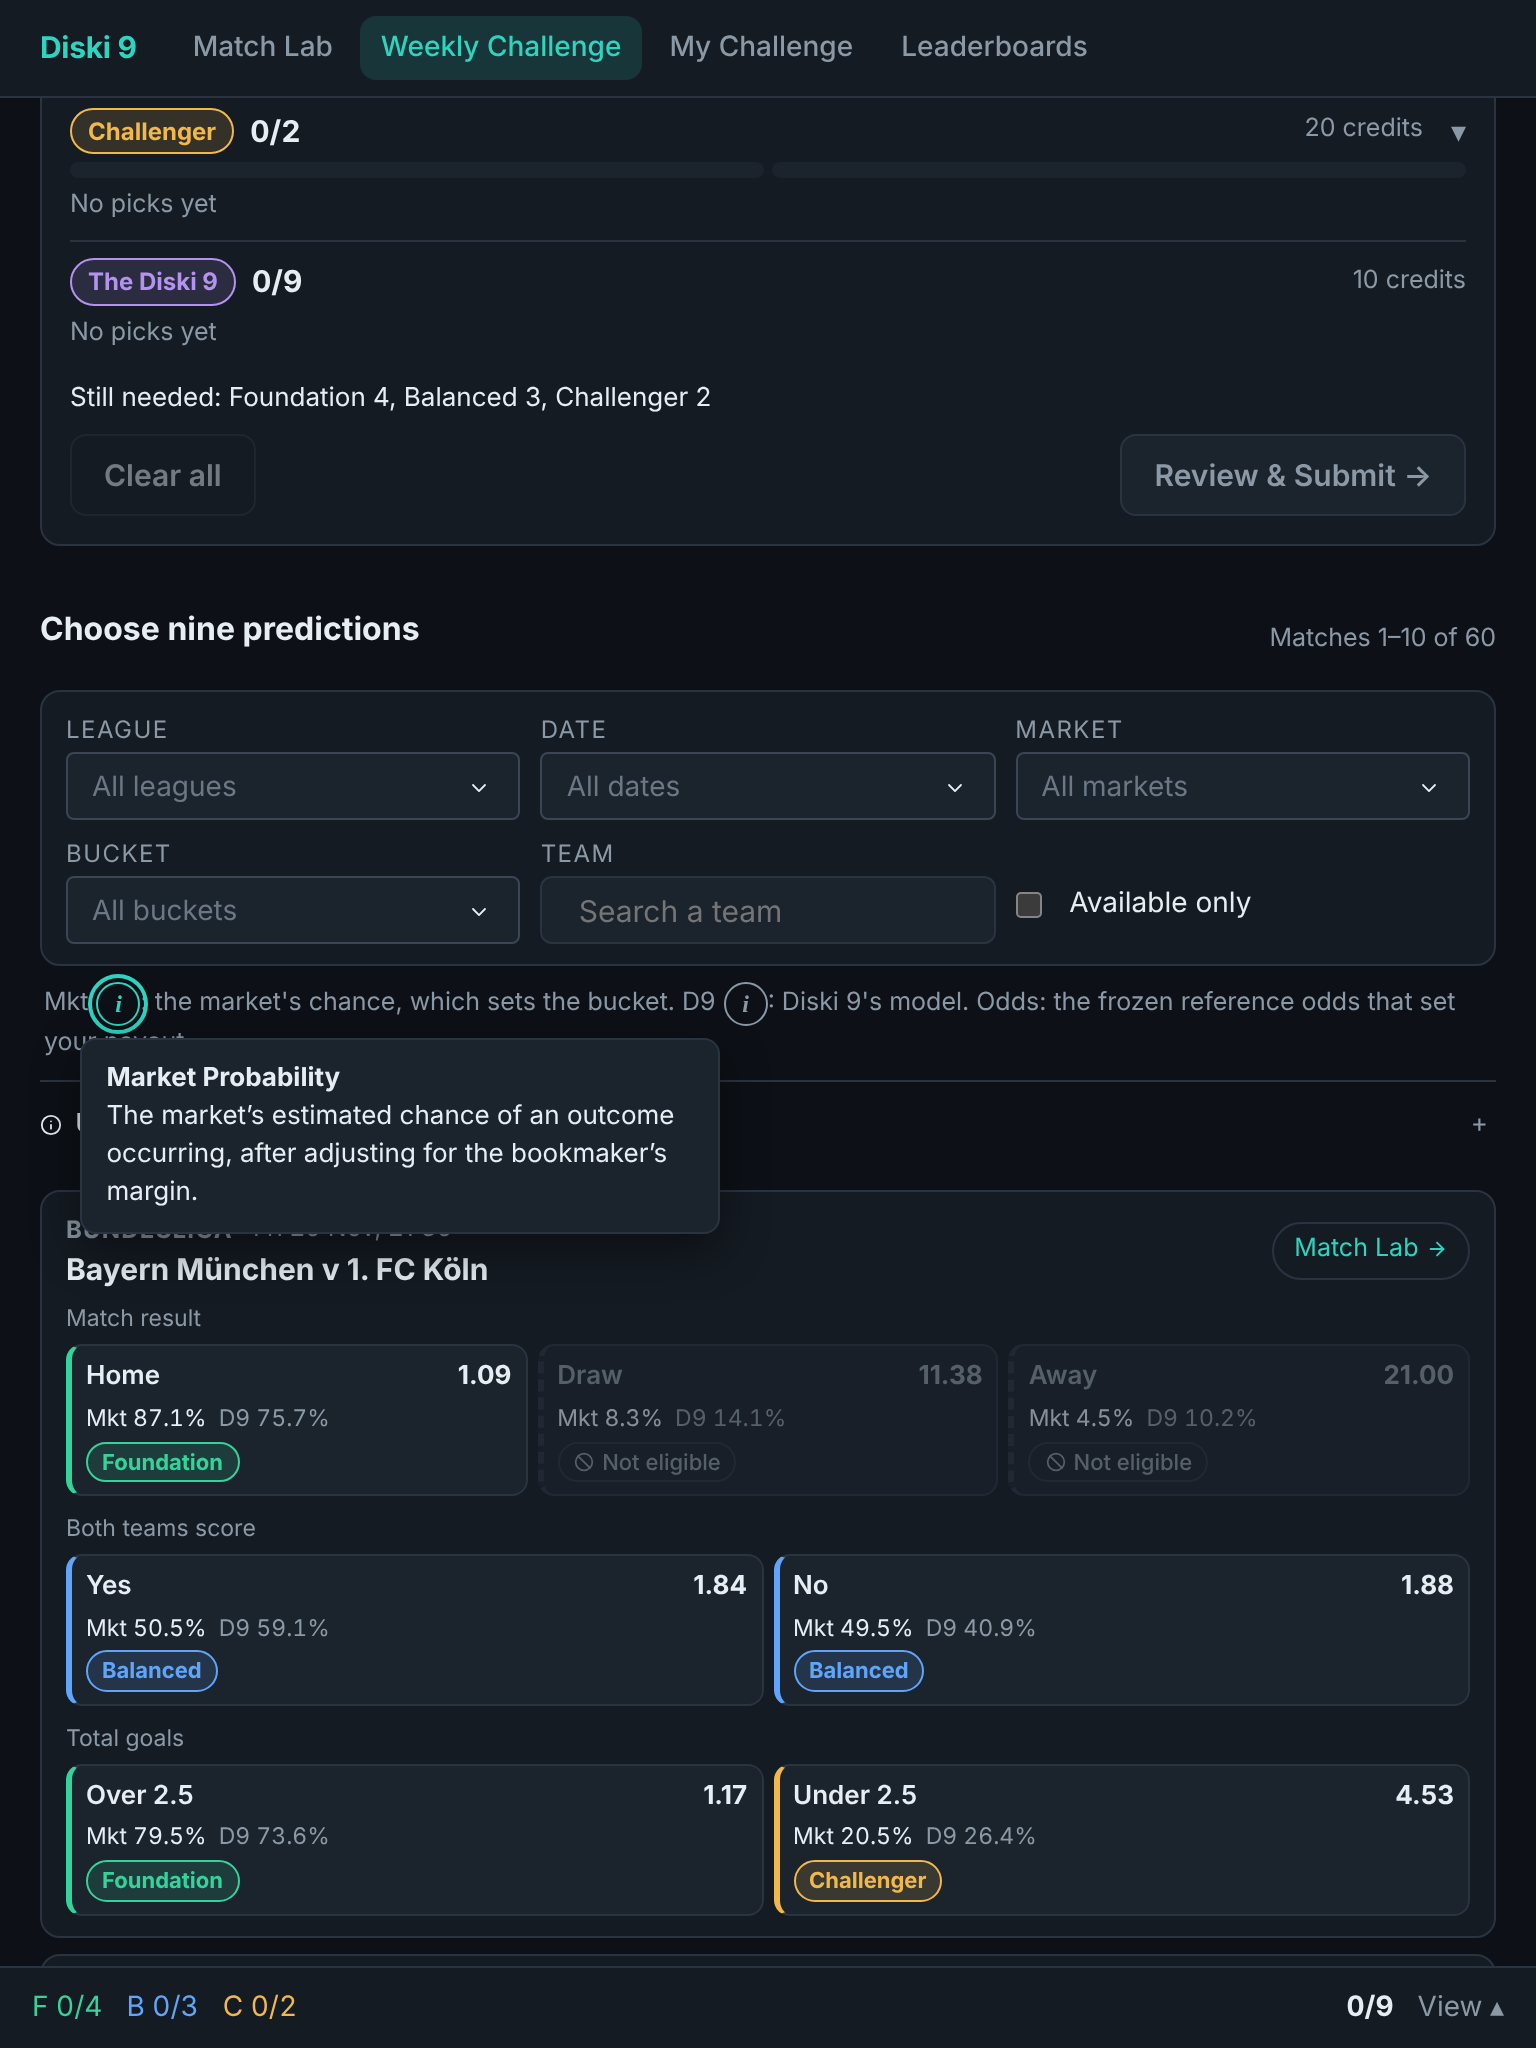 Diski 9 Match Lab Weekly Challenge My Challenge Leaderboards
Challenger 0/2 20 credits ▼
No picks yet
The Diski 9 0/9 10 credits
No picks yet
Still needed: Foundation 4, Balanced 3, Challenger 2
Clear all Review & Submit →
Choose nine predictions Matches 1–10 of 60
LEAGUE DATE MARKET
All leagues All dates All markets
BUCKET TEAM
All buckets Search a team Available only
Mkt i the market's chance, which sets the bucket. D9 i: Diski 9's model. Odds: the frozen reference odds that set
your
Market Probability
The market’s estimated chance of an outcome
occurring, after adjusting for the bookmaker’s
margin.
+
Bayern München v 1. FC Köln Match Lab →
Match result
Home 1.09 Draw 11.38 Away 21.00
Mkt 87.1% D9 75.7% Mkt 8.3% D9 14.1% Mkt 4.5% D9 10.2%
Foundation Not eligible Not eligible
Both teams score
Yes 1.84 No 1.88
Mkt 50.5% D9 59.1% Mkt 49.5% D9 40.9%
Balanced Balanced
Total goals
Over 2.5 1.17 Under 2.5 4.53
Mkt 79.5% D9 73.6% Mkt 20.5% D9 26.4%
Foundation Challenger
F 0/4 B 0/3 C 0/2 0/9 View ▲